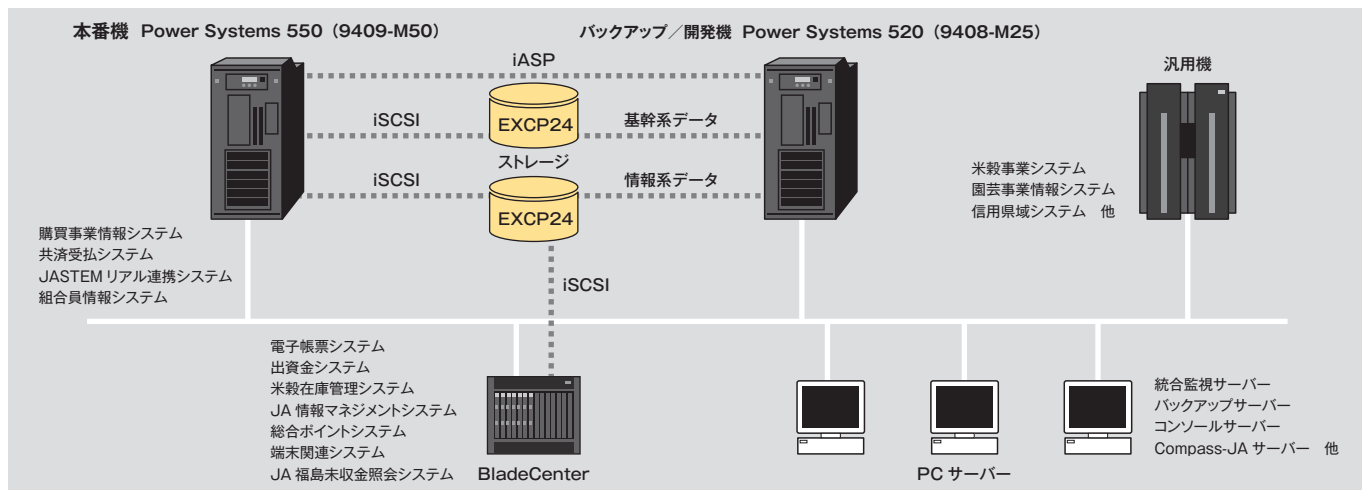 本番機 Power Systems 550（9409-M50）
バックアップ／開発機 Power Systems 520（9408-M25）
汎用機
iASP
iSCSI
EXCP24
基幹系データ
ストレージ
iSCSI
情報系データ
EXCP24
米穀事業システム
園芸事業情報システム
信用県域システム　他
購買事業情報システム
共済受払システム
JASTEM リアル連携システム
組合員情報システム
iSCSI
電子帳票システム
出資金システム
米穀在庫管理システム
JA 情報マネジメントシステム
総合ポイントシステム
端末関連システム
JA 福島未収金照会システム
BladeCenter
PC サーバー
統合監視サーバー
バックアップサーバー
コンソールサーバー
Compass-JA サーバー　他